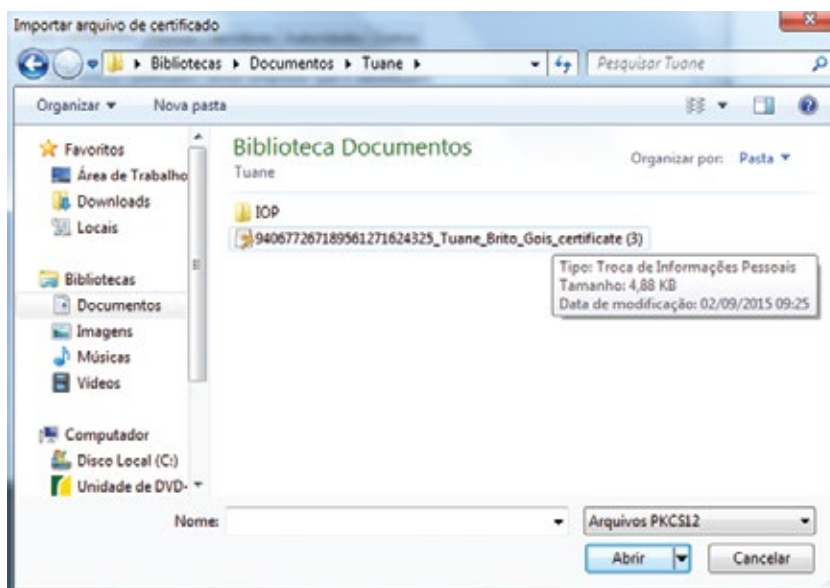 Importar arquivo de certificado
Bibliotecas ▸ Documentos ▸ Tuane ▸
Pesquisar Tuane
Organizar
Nova pasta
Favoritos
Área de Trabalho
Downloads
Locais
Bibliotecas
Documentos
Imagens
Músicas
Vídeos
Computador
Disco Local (C:)
Unidade de DVD-
Biblioteca Documentos
Tuane
Organizar por: Pasta
IOP
940677267189561271624325_Tuane_Brito_Gois_certificate (3)
Tipo: Troca de Informações Pessoais
Tamanho: 4,88 KB
Data de modificação: 02/09/2015 09:25
Nome:
Arquivos PKCS12
Abrir
Cancelar